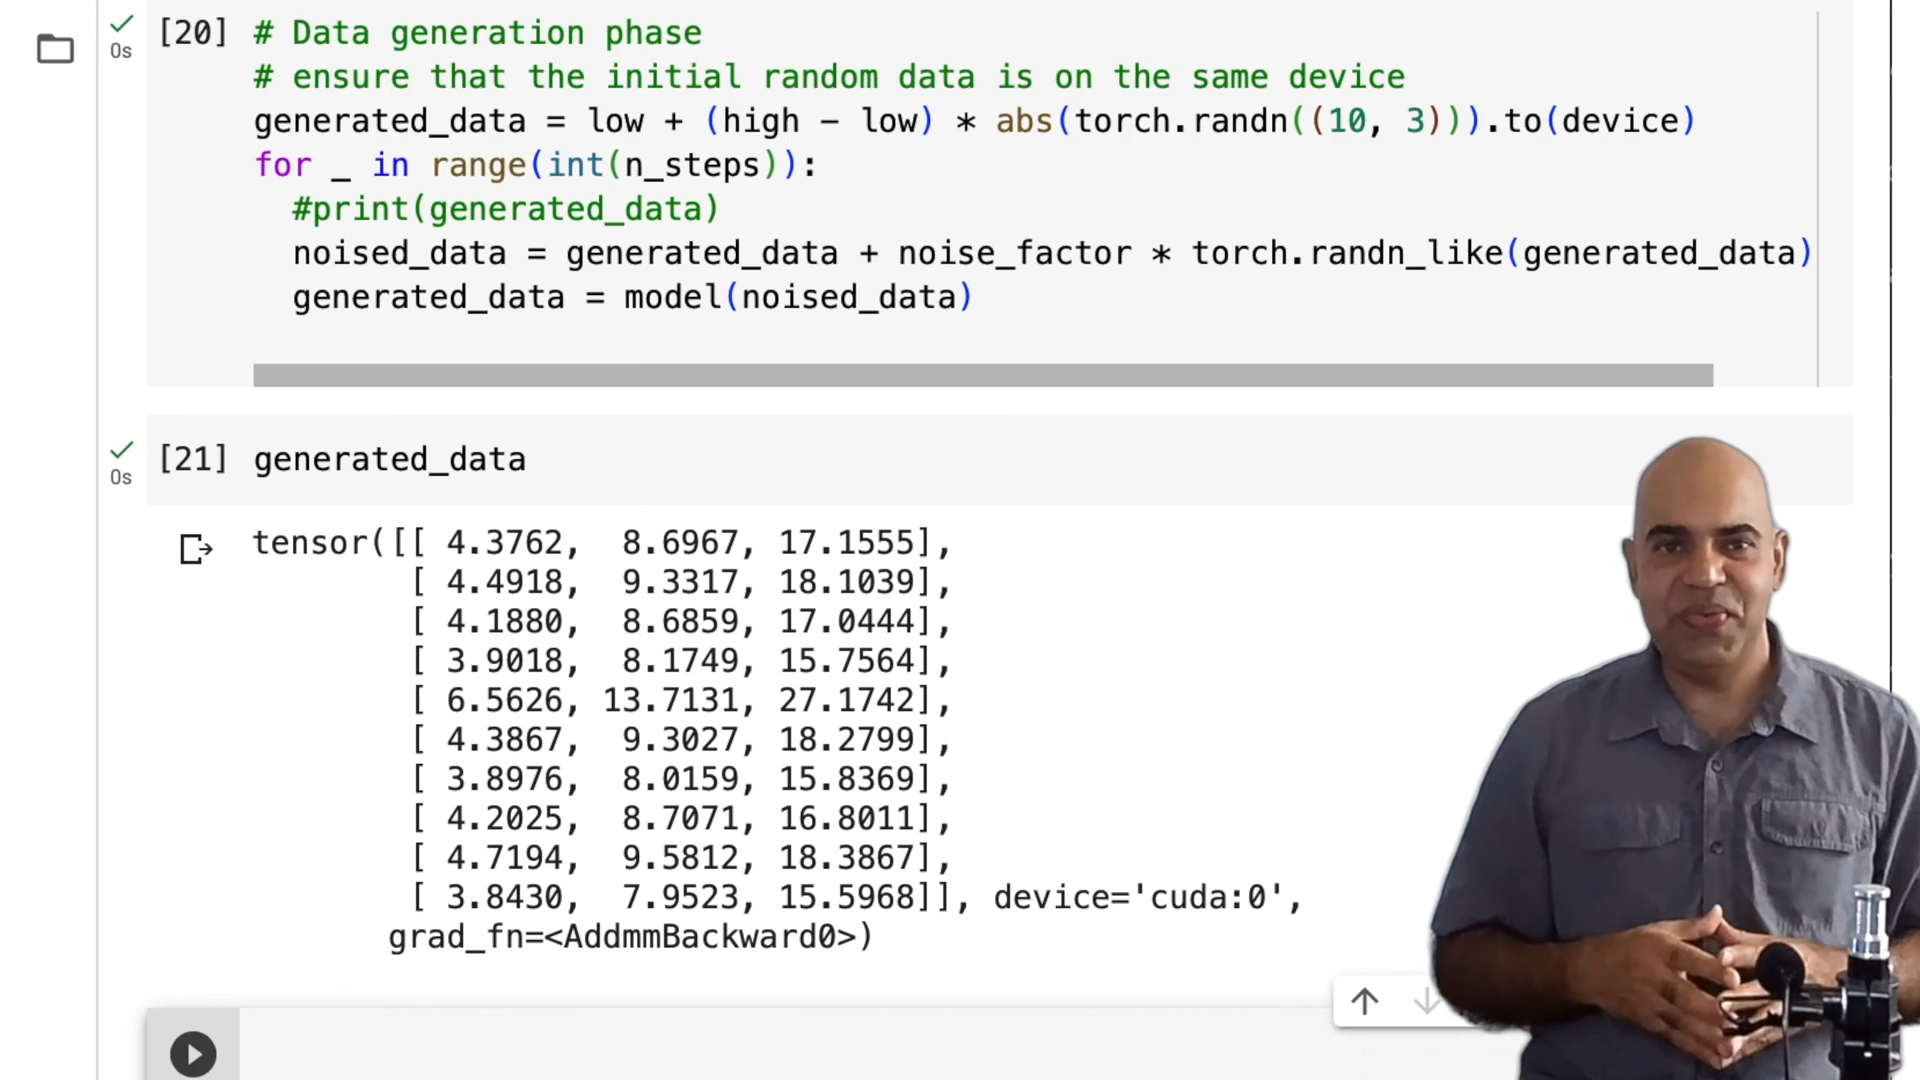 [20] # Data generation phase
0s
# ensure that the initial random data is on the same device
generated_data = low + (high - low) * abs(torch.randn((10, 3))).to(device)
for _ in range(int(n_steps)):
  #print(generated_data)
  noised_data = generated_data + noise_factor * torch.randn_like(generated_data)
  generated_data = model(noised_data)
[21] generated_data
0s
tensor([[ 4.3762,  8.6967, 17.1555],
        [ 4.4918,  9.3317, 18.1039],
        [ 4.1880,  8.6859, 17.0444],
        [ 3.9018,  8.1749, 15.7564],
        [ 6.5626, 13.7131, 27.1742],
        [ 4.3867,  9.3027, 18.2799],
        [ 3.8976,  8.0159, 15.8369],
        [ 4.2025,  8.7071, 16.8011],
        [ 4.7194,  9.5812, 18.3867],
        [ 3.8430,  7.9523, 15.5968]], device='cuda:0',
       grad_fn=<AddmmBackward0>)